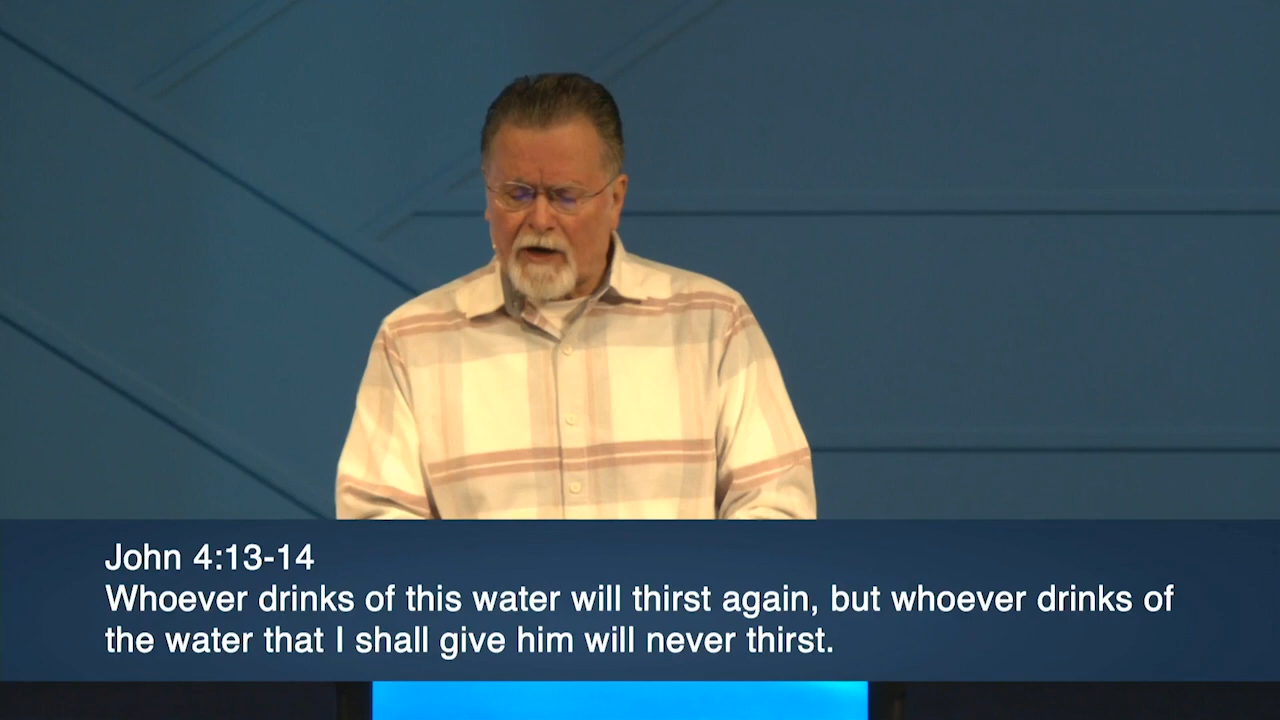 John 4:13-14
Whoever drinks of this water will thirst again, but whoever drinks of
the water that I shall give him will never thirst.